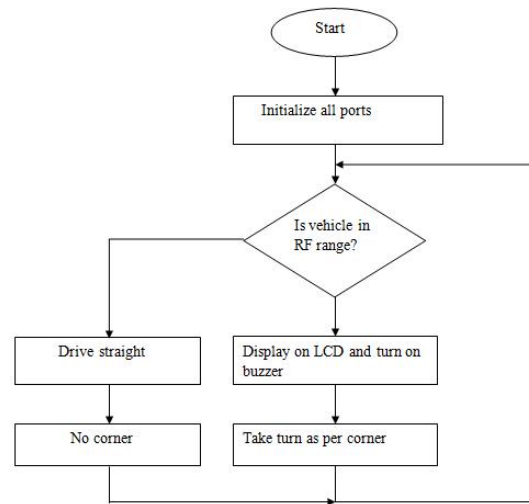 Start
Initialize all ports
Is vehicle in
RF range?
Drive straight
Display on LCD and turn on
buzzer
No corner
Take turn as per corner